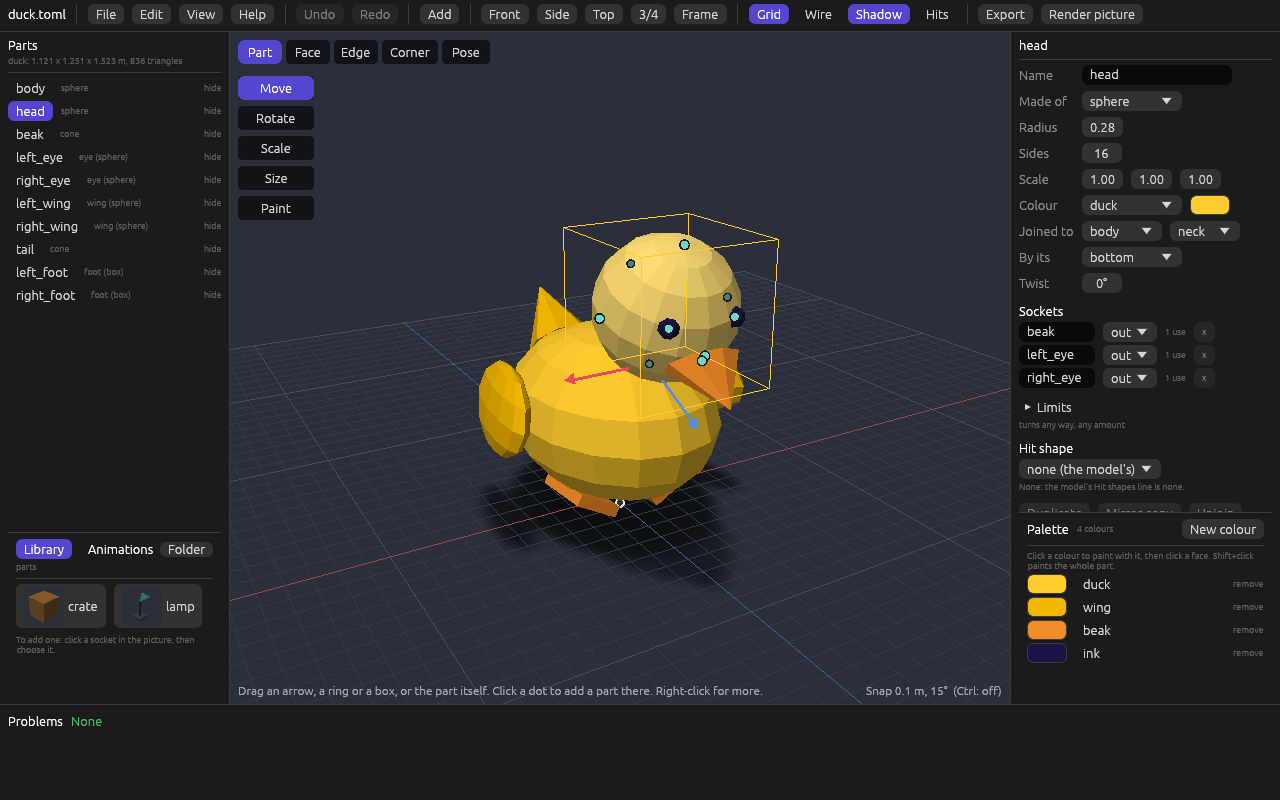 duck.toml File Edit View Help Undo Redo Add Front Side Top 3/4 Frame Grid Wire Shadow Hits Export Render picture
Parts
duck: 1.121 x 1.251 x 1.523 m, 836 triangles
body sphere hide
head sphere hide
beak cone hide
left_eye eye (sphere) hide
right_eye eye (sphere) hide
left_wing wing (sphere) hide
right_wing wing (sphere) hide
tail cone hide
left_foot foot (box) hide
right_foot foot (box) hide
Library Animations Folder
parts
crate lamp
To add one: click a socket in the picture, then
choose it.
Part Face Edge Corner Pose
Move
Rotate
Scale
Size
Paint
Drag an arrow, a ring or a box, or the part itself. Click a dot to add a part there. Right-click for more.
Snap 0.1 m, 15° (Ctrl: off)
head
Name head
Made of sphere
Radius 0.28
Sides 16
Scale 1.00 1.00 1.00
Colour duck
Joined to body neck
By its bottom
Twist 0°
Sockets
beak out 1 use x
left_eye out 1 use x
right_eye out 1 use x
Limits
turns any way, any amount
Hit shape
none (the model's)
None: the model's Hit shapes line is none.
Duplicate Mirror copy Unjoin
Palette 4 colours New colour
Click a colour to paint with it, then click a face. Shift+click
paints the whole part.
duck remove
wing remove
beak remove
ink remove
Problems None